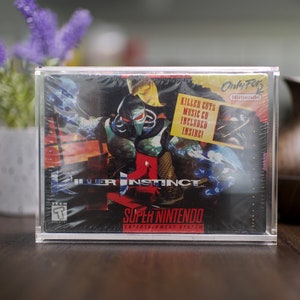 Only For
Nintendo
KILLER CUTS
MUSIC CD
INCLUDED
INSIDE!
KILLER INSTINCT
SUPER NINTENDO
ENTERTAINMENT SYSTEM
T